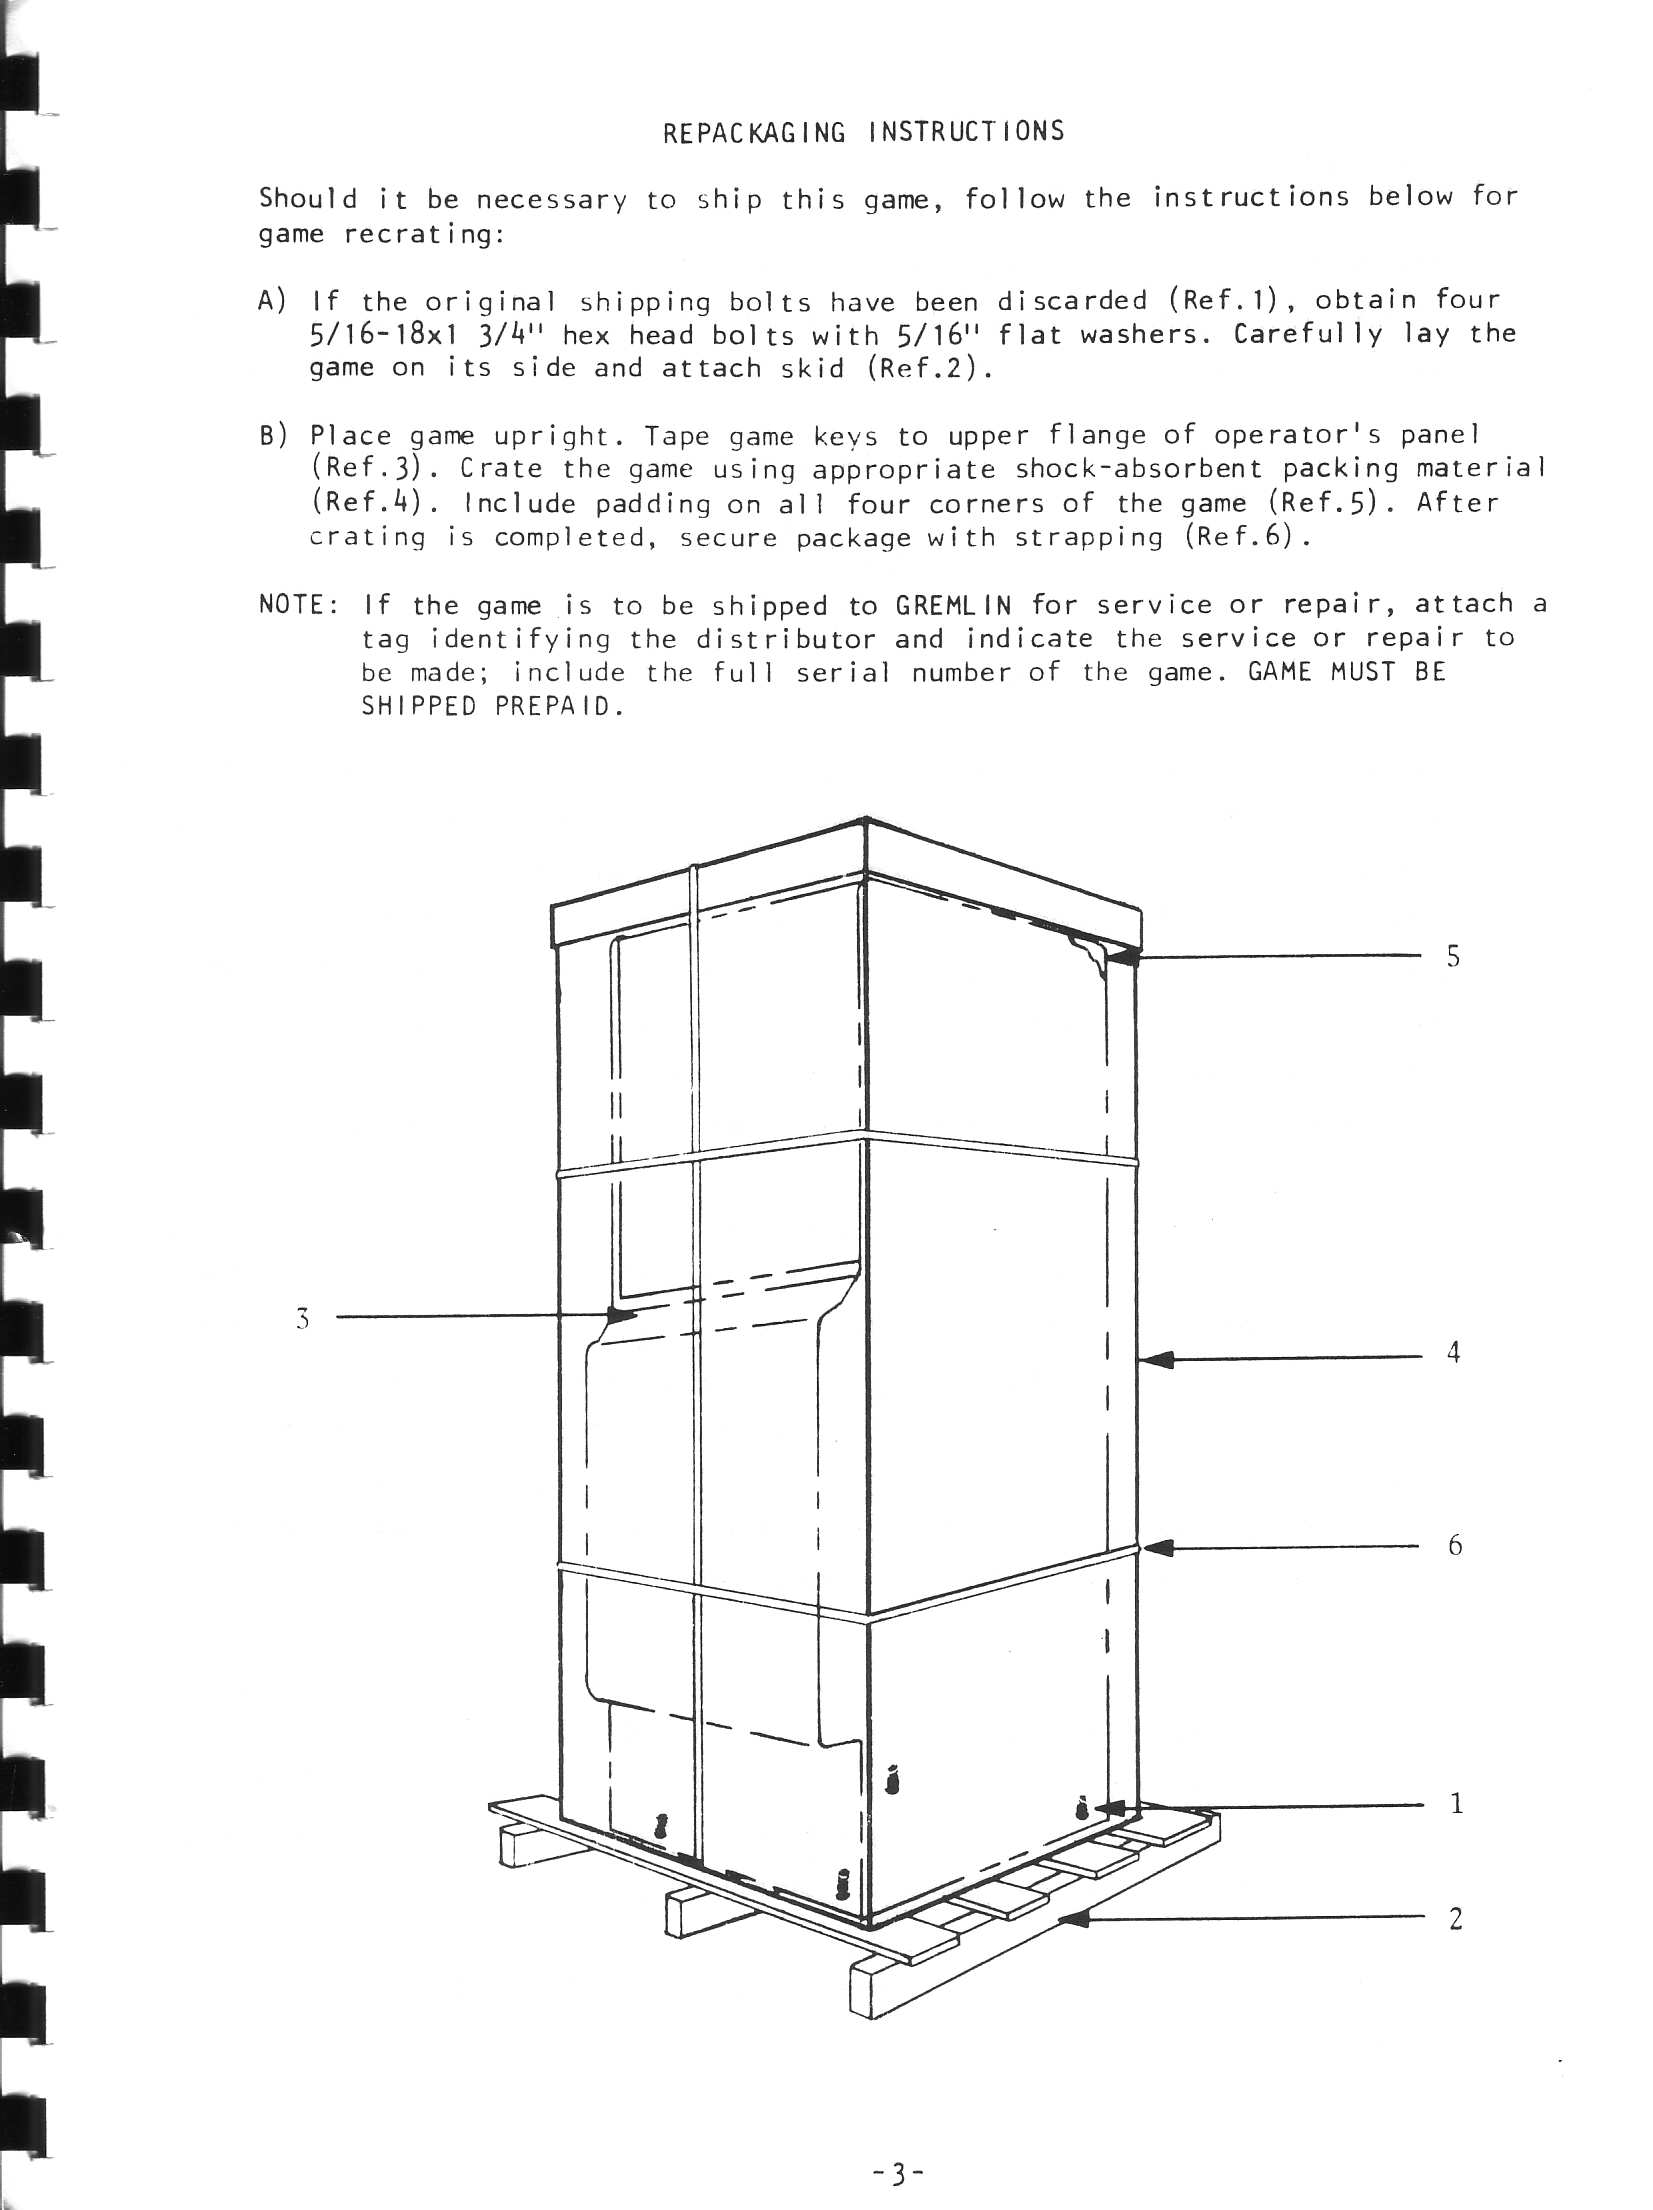 REPACKAGING INSTRUCTIONS
Should it be necessary to ship this game, follow the instructions below for
game recrating:
A) If the original shipping bolts have been discarded (Ref.1), obtain four
5/16-18x1 3/4" hex head bolts with 5/16" flat washers. Carefully lay the
game on its side and attach skid (Ref.2).
B) Place game upright. Tape game keys to upper flange of operator's panel
(Ref.3). Crate the game using appropriate shock-absorbent packing material
(Ref.4). Include padding on all four corners of the game (Ref.5). After
crating is completed, secure package with strapping (Ref.6).
NOTE: If the game is to be shipped to GREMLIN for service or repair, attach a
tag identifying the distributor and indicate the service or repair to
be made; include the full serial number of the game. GAME MUST BE
SHIPPED PREPAID.
5
3
4
6
1
2
-3-